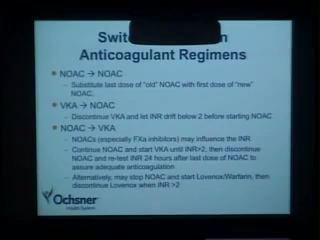 Swit n
Anticoagulant Regimens
NOAC → NOAC
– Substitute last dose of "old" NOAC with first dose of "new"
NOAC.
VKA → NOAC
– Discontinue VKA and let INR drift below 2 before starting NOAC
NOAC → VKA
– NOACs (especially FXa inhibitors) may influence the INR
– Continue NOAC and start VKA until INR>2; then discontinue
NOAC and re-test INR 24 hours after last dose of NOAC to
assure adequate anticoagulation
– Alternatively, may stop NOAC and start Lovenox/Warfarin, then
discontinue Lovenox when INR >2
Ochsner
Health System